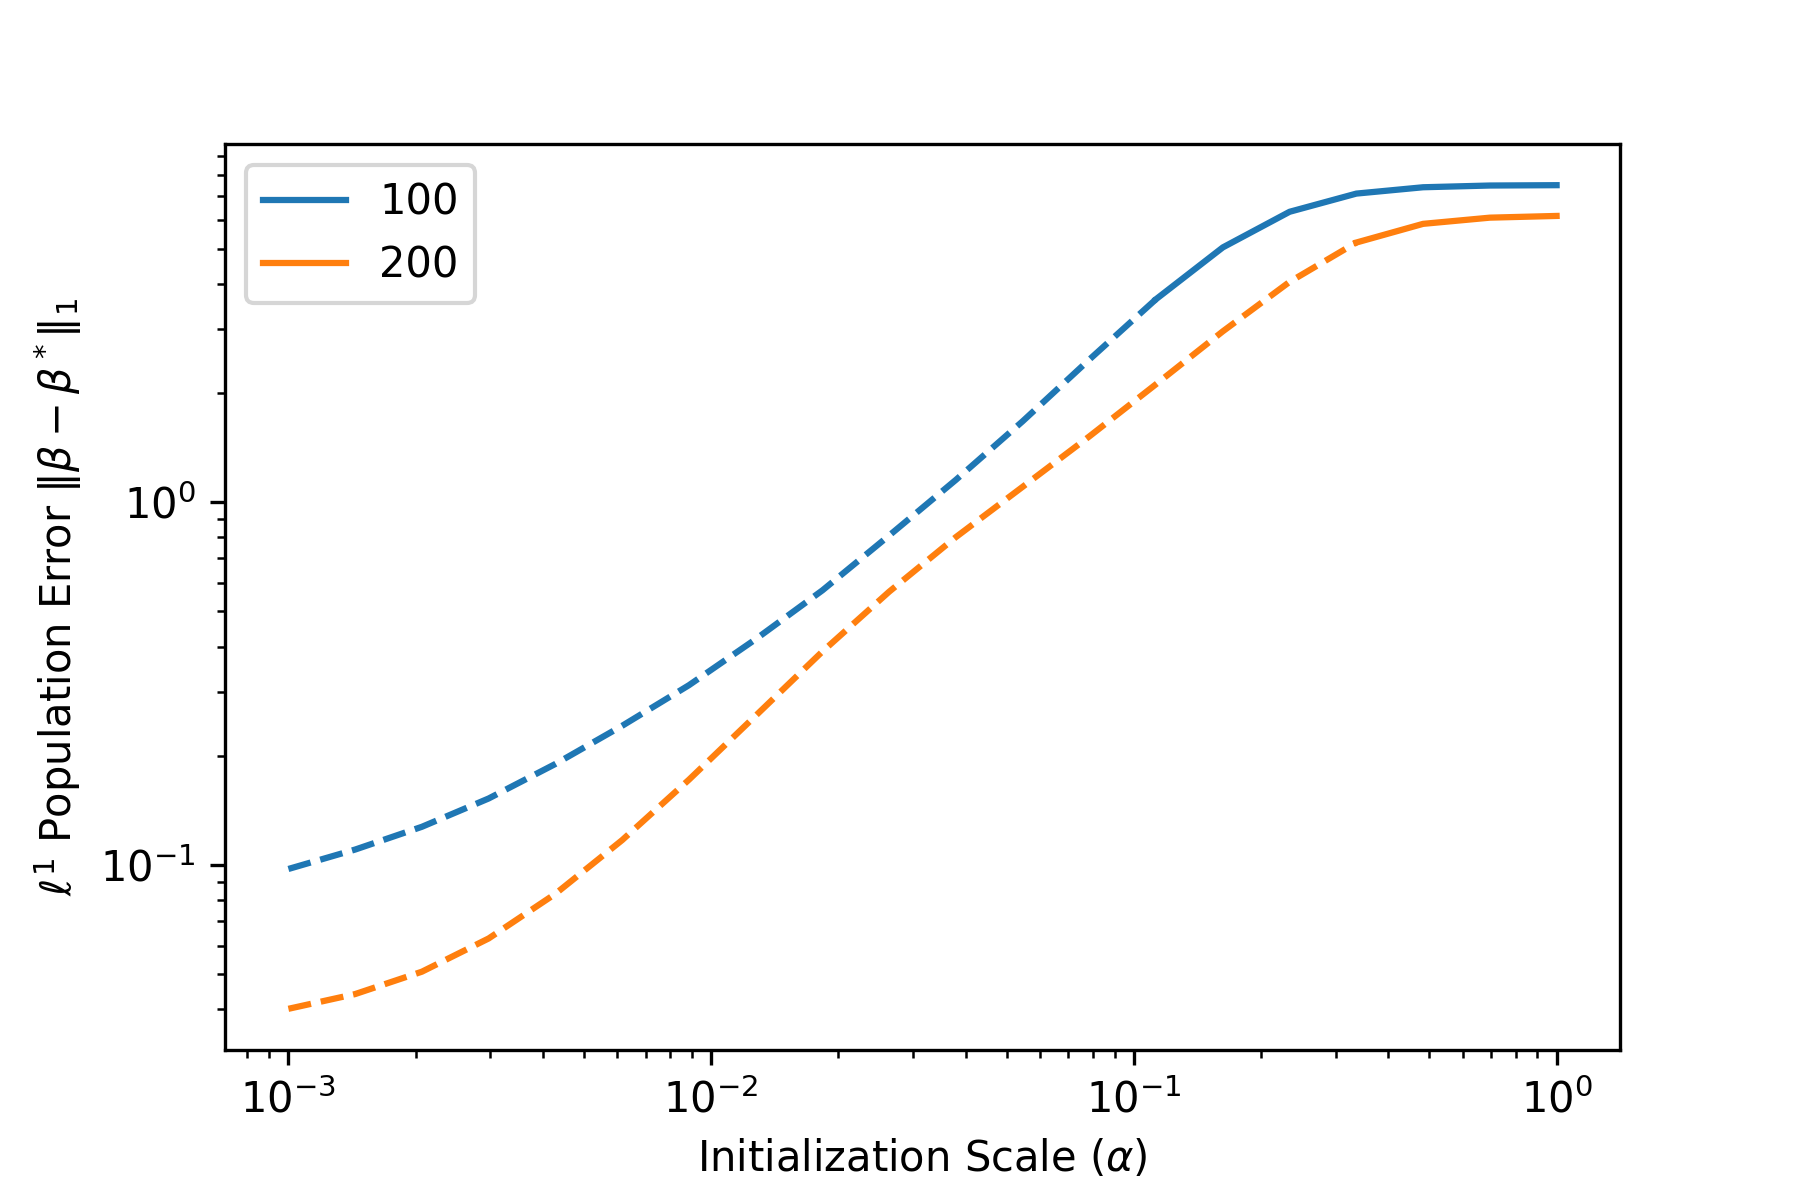 100
200
ℓ¹ Population Error ‖β − β*‖₁
10⁰
10⁻¹
10⁻³ 10⁻² 10⁻¹ 10⁰
Initialization Scale (α)